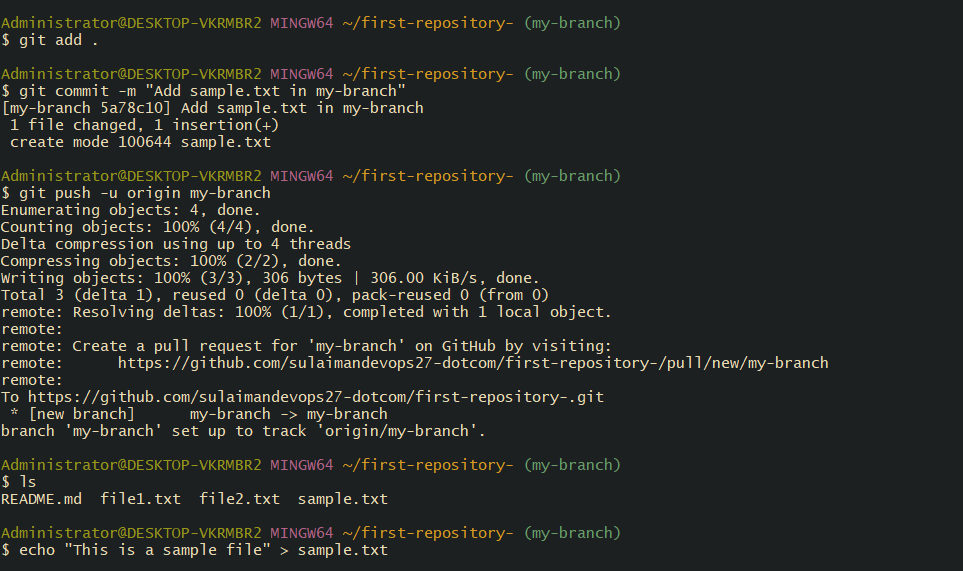 Administrator@DESKTOP-VKRMBR2 MINGW64 ~/first-repository- (my-branch)
$ git add .
Administrator@DESKTOP-VKRMBR2 MINGW64 ~/first-repository- (my-branch)
$ git commit -m "Add sample.txt in my-branch"
[my-branch 5a78c10] Add sample.txt in my-branch
 1 file changed, 1 insertion(+)
 create mode 100644 sample.txt
Administrator@DESKTOP-VKRMBR2 MINGW64 ~/first-repository- (my-branch)
$ git push -u origin my-branch
Enumerating objects: 4, done.
Counting objects: 100% (4/4), done.
Delta compression using up to 4 threads
Compressing objects: 100% (2/2), done.
Writing objects: 100% (3/3), 306 bytes | 306.00 KiB/s, done.
Total 3 (delta 1), reused 0 (delta 0), pack-reused 0 (from 0)
remote: Resolving deltas: 100% (1/1), completed with 1 local object.
remote:
remote: Create a pull request for 'my-branch' on GitHub by visiting:
remote:      https://github.com/sulaimandevops27-dotcom/first-repository-/pull/new/my-branch
remote:
To https://github.com/sulaimandevops27-dotcom/first-repository-.git
 * [new branch]      my-branch -> my-branch
branch 'my-branch' set up to track 'origin/my-branch'.
Administrator@DESKTOP-VKRMBR2 MINGW64 ~/first-repository- (my-branch)
$ ls
README.md  file1.txt  file2.txt  sample.txt
Administrator@DESKTOP-VKRMBR2 MINGW64 ~/first-repository- (my-branch)
$ echo "This is a sample file" > sample.txt